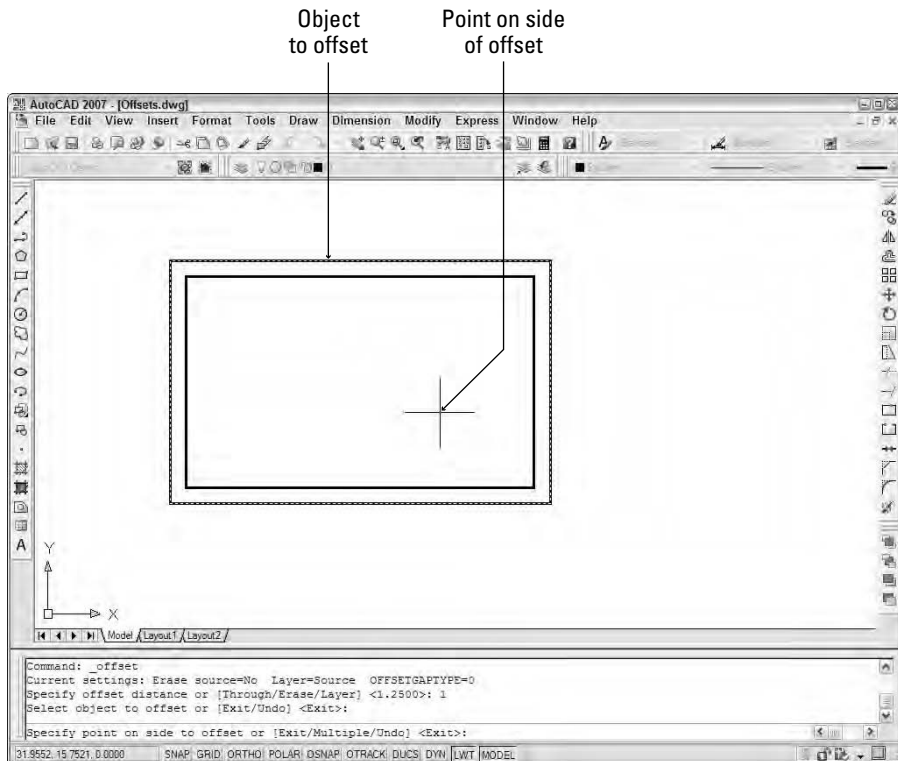 Object
to offset
Point on side
of offset
AutoCAD 2007 - [Offsets.dwg]
File Edit View Insert Format Tools Draw Dimension Modify Express Window Help
A
Y
X
Model Layout1 Layout2
Command: _offset
Current settings: Erase source=No Layer=Source OFFSETGAPTYPE=0
Specify offset distance or [Through/Erase/Layer] <1.2500>: 1
Select object to offset or [Exit/Undo] <Exit>:
Specify point on side to offset or [Exit/Multiple/Undo] <Exit>:
31.9552, 15.7521, 0.0000 SNAP GRID ORTHO POLAR OSNAP OTRACK DUCS DYN LWT MODEL